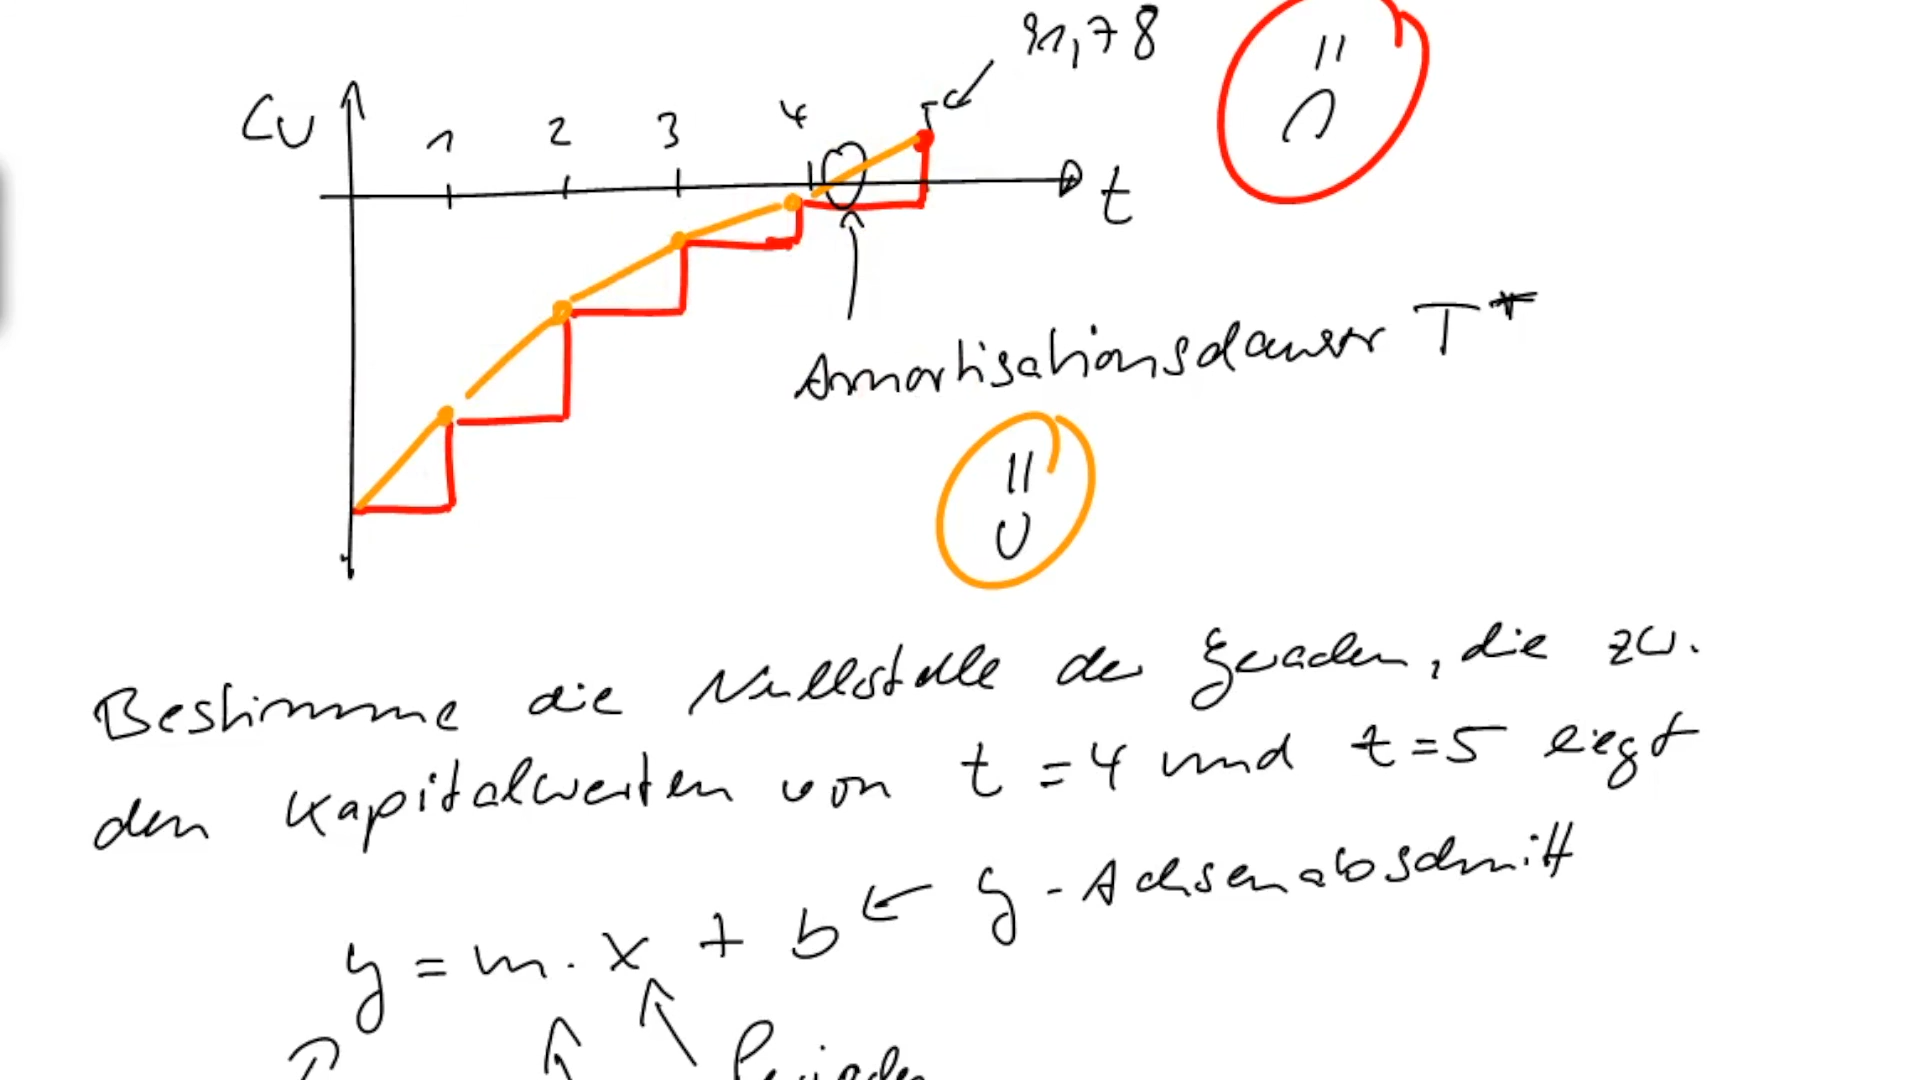 91,78
Cv 1 2 3 4
t
Amortisationsdauer T*
"
∩
"
U
Bestimme die Nullstelle der Geraden, die zw.
den Kapitalwerten von t = 4 und t = 5 liegt
y = m · x + b ← y - Achsenabschnitt